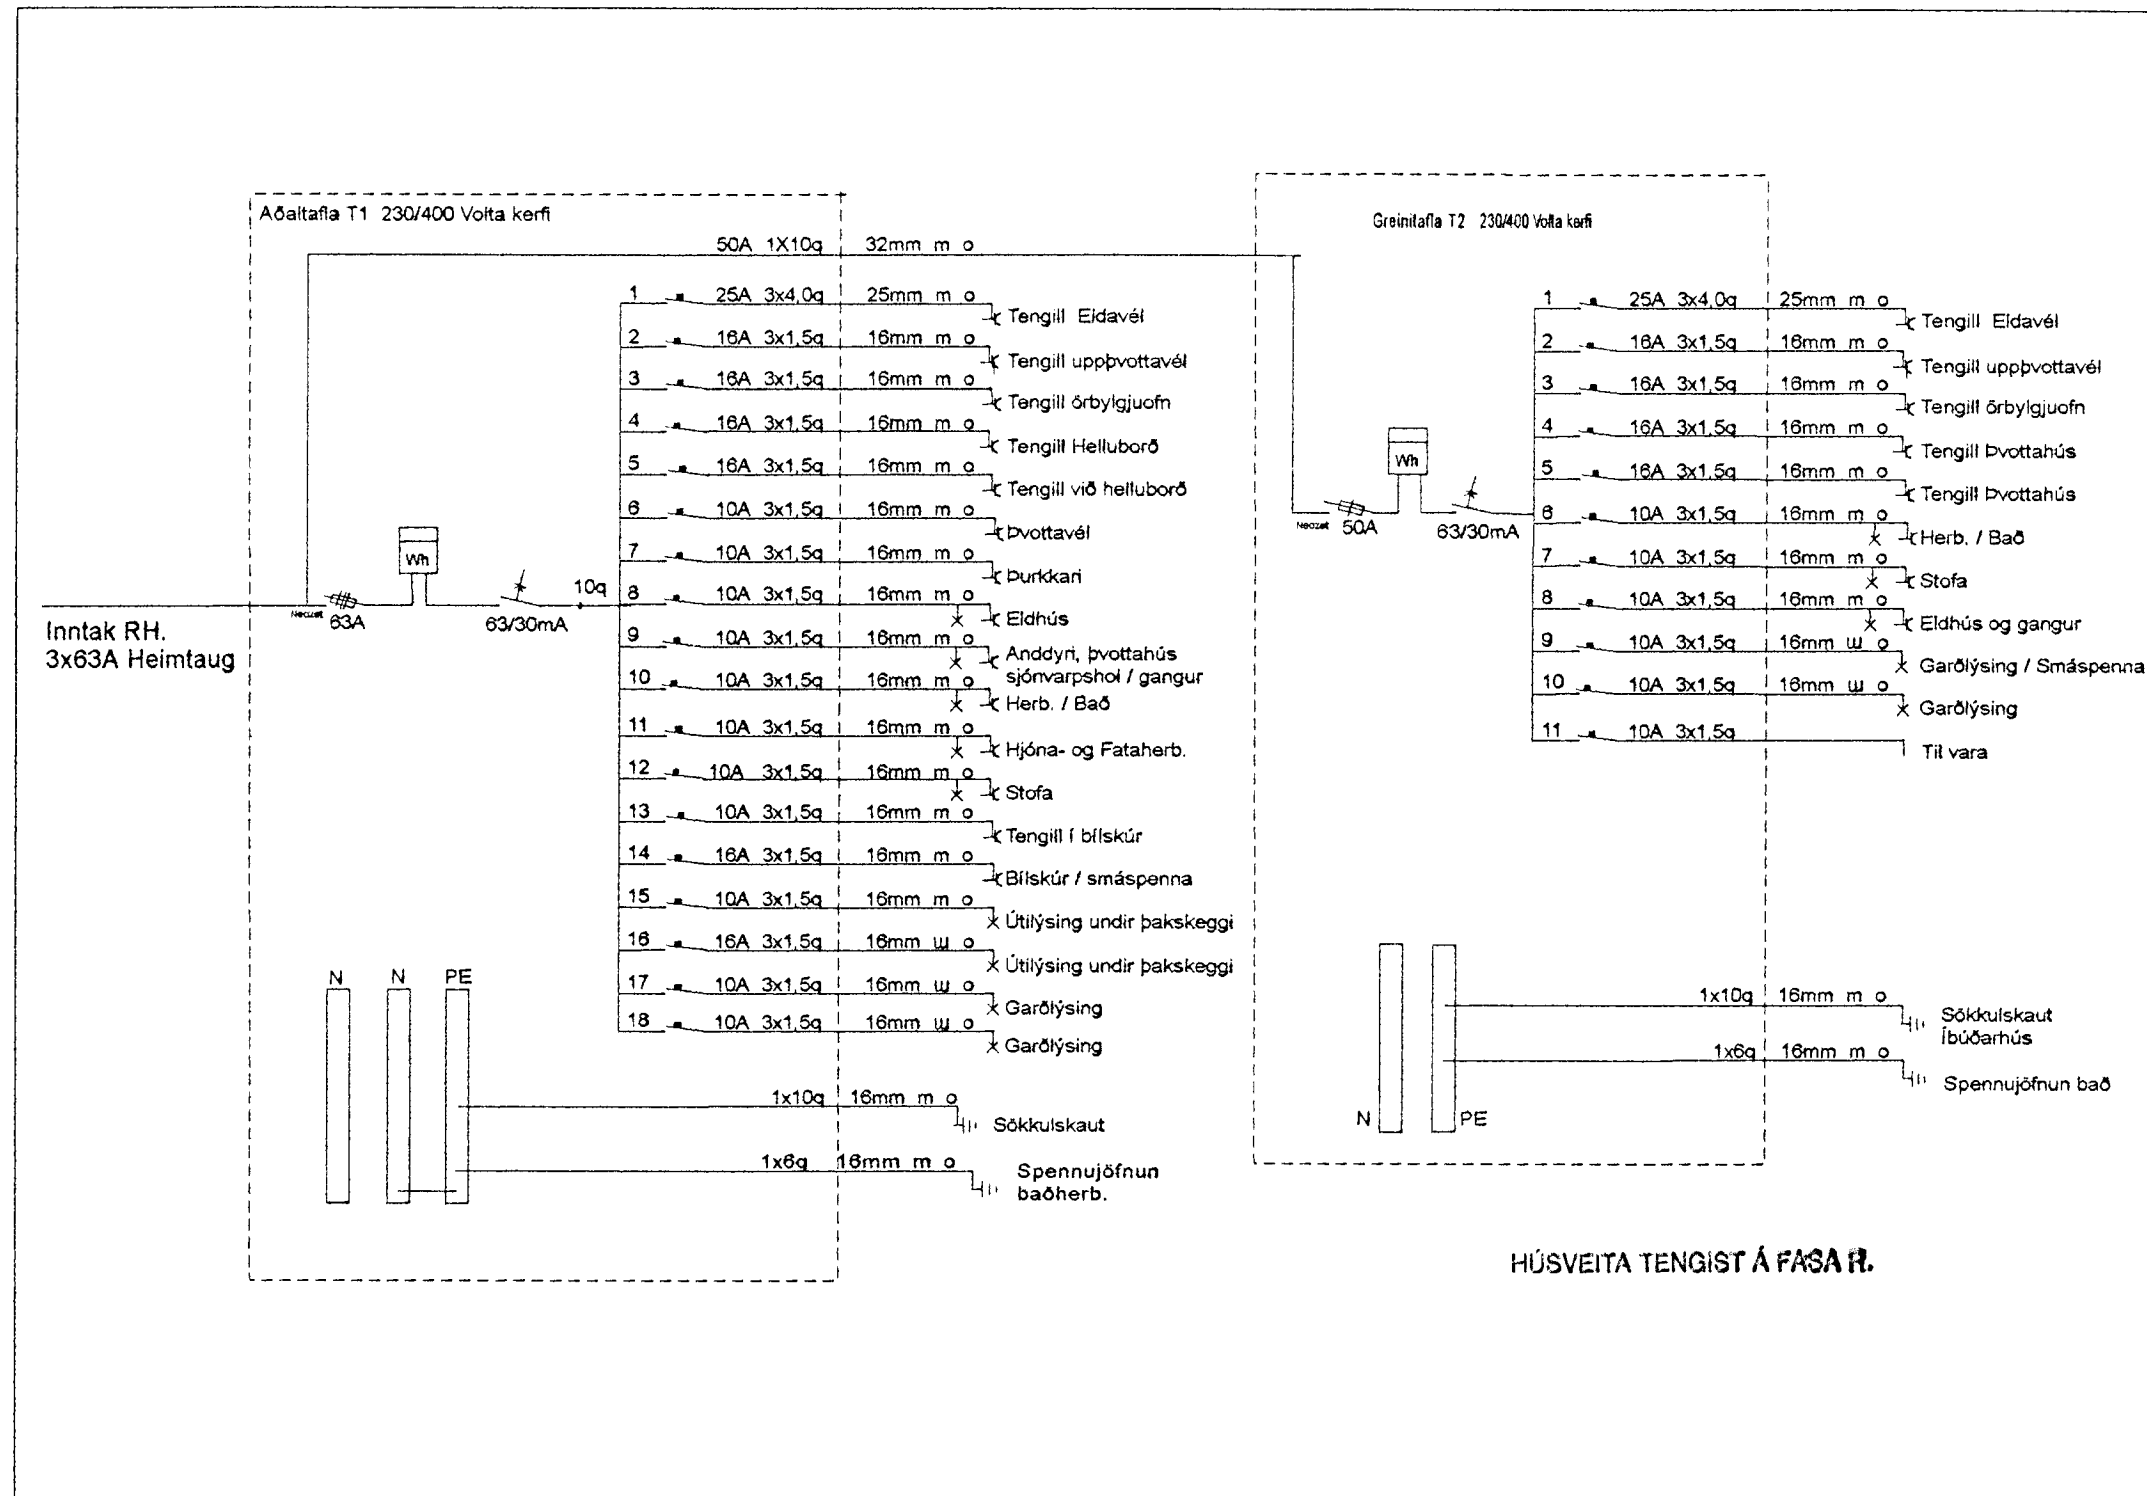 Aðaltafla T1 230/400 Volta kerfi
50A 1X10q 32mm m o
1 25A 3x4,0q 25mm m o
Tengill Eldavél
2 16A 3x1,5q 16mm m o
Tengill uppþvottavél
3 16A 3x1,5q 16mm m o
Tengill örbylgjuofn
4 16A 3x1,5q 16mm m o
Tengill Helluborð
5 16A 3x1,5q 16mm m o
Tengill við helluborð
6 10A 3x1,5q 16mm m o
Þvottavél
7 10A 3x1,5q 16mm m o
Þurkkari
8 10A 3x1,5q 16mm m o
Eldhús
9 10A 3x1,5q 16mm m o
Anddyri, þvottahús
sjónvarpshol / gangur
10 10A 3x1,5q 16mm m o
Herb. / Bað
11 10A 3x1,5q 16mm m o
Hjóna- og Fataherb.
12 10A 3x1,5q 16mm m o
Stofa
13 10A 3x1,5q 16mm m o
Tengill í bílskúr
14 16A 3x1,5q 16mm m o
Bílskúr / smáspenna
15 10A 3x1,5q 16mm m o
Útilýsing undir þakskeggi
16 16A 3x1,5q 16mm u o
Útilýsing undir þakskeggi
17 10A 3x1,5q 16mm u o
Garðlýsing
18 10A 3x1,5q 16mm u o
Garðlýsing
Wh
10q
Neozet 63A 63/30mA
Inntak RH.
3x63A Heimtaug
N N PE
1x10q 16mm m o
Sökkulskaut
1x6q 16mm m o
Spennujöfnun
baðherb.
Greinitafla T2 230/400 Volta kerfi
1 25A 3x4,0q 25mm m o
Tengill Eldavél
2 16A 3x1,5q 16mm m o
Tengill uppþvottavél
3 16A 3x1,5q 16mm m o
Tengill örbylgjuofn
4 16A 3x1,5q 16mm m o
Tengill Þvottahús
5 16A 3x1,5q 16mm m o
Tengill Þvottahús
6 10A 3x1,5q 16mm m o
Herb. / Bað
7 10A 3x1,5q 16mm m o
Stofa
8 10A 3x1,5q 16mm m o
Eldhús og gangur
9 10A 3x1,5q 16mm u o
Garðlýsing / Smáspenna
10 10A 3x1,5q 16mm u o
Garðlýsing
11 10A 3x1,5q
Til vara
Wh
Neozet 50A 63/30mA
1x10q 16mm m o
Sökkulskaut
Íbúðarhús
1x6q 16mm m o
Spennujöfnun bað
N PE
HÚSVEITA TENGIST Á FASA R.